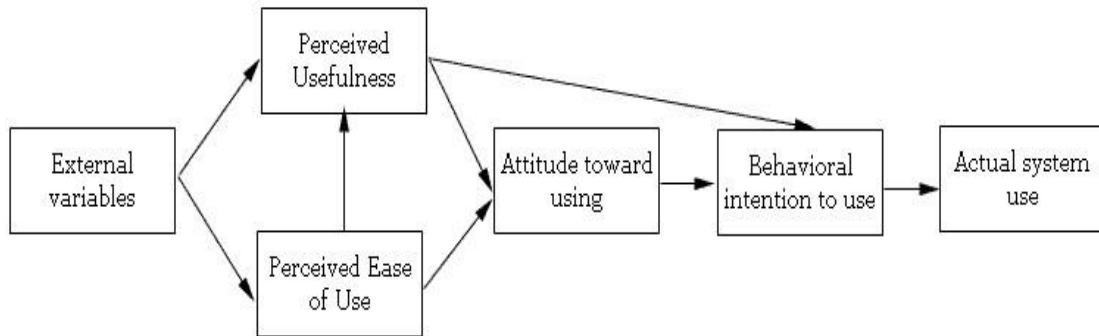 Perceived
Usefulness
External
variables
Perceived Ease
of Use
Attitude toward
using
Behavioral
intention to use
Actual system
use